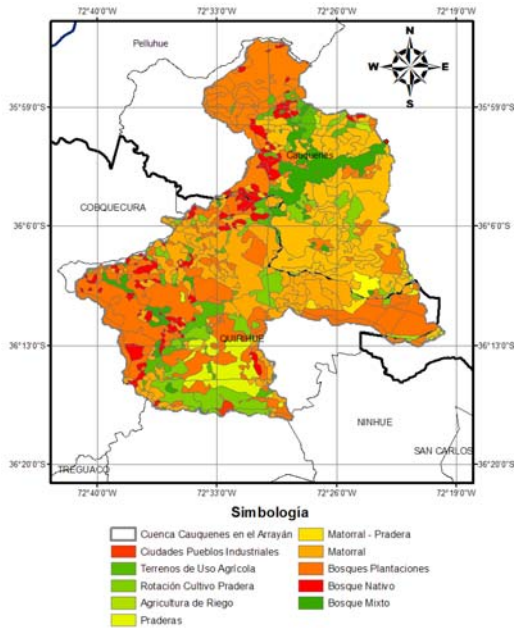 72°40'0"W 72°33'0"W 72°26'0"W 72°19'0"W
Pelluhue
N
W E
S
36°59'0"S 36°59'0"S
Cauquenes
COBQUECURA
36°6'0"S 36°6'0"S
36°13'0"S 36°13'0"S
QUIRIHUE
NINHUE
SAN CARLOS
36°20'0"S 36°20'0"S
TREGUACO
72°40'0"W 72°33'0"W 72°26'0"W 72°19'0"W
Simbología
Cuenca Cauquenes en el Arrayán
Ciudades Pueblos Industriales
Terrenos de Uso Agrícola
Rotación Cultivo Pradera
Agricultura de Riego
Praderas
Matorral - Pradera
Matorral
Bosques Plantaciones
Bosque Nativo
Bosque Mixto